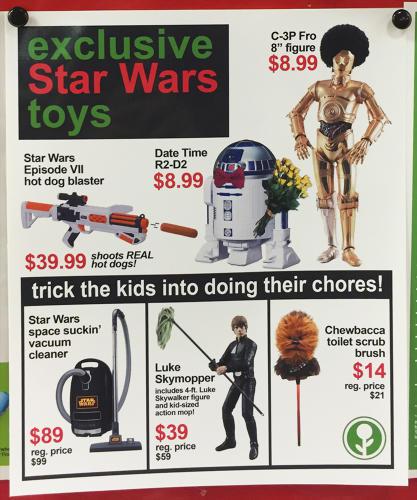 exclusive
Star Wars
toys
C-3P Fro
8" figure
$8.99
Star Wars
Episode VII
hot dog blaster
Date Time
R2-D2
$8.99
$39.99 shoots REAL
hot dogs!
trick the kids into doing their chores!
Star Wars
space suckin'
vacuum
cleaner
STAR
WARS
$89
reg. price
$99
Luke
Skymopper
includes 4-ft. Luke
Skywalker figure
and kid-sized
action mop!
$39
reg. price
$59
Chewbacca
toilet scrub
brush
$14
reg. price
$21